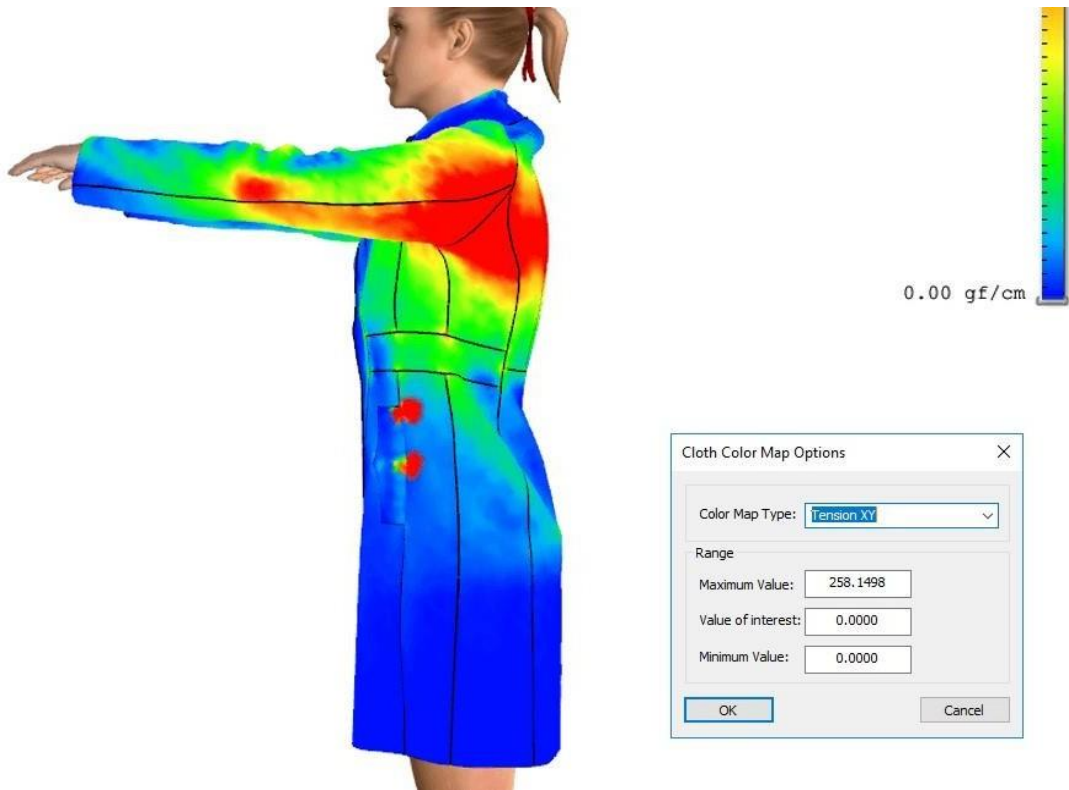 0.00 gf/cm
Cloth Color Map Options
Color Map Type: Tension XY
Range
Maximum Value: 258.1498
Value of interest: 0.0000
Minimum Value: 0.0000
OK Cancel